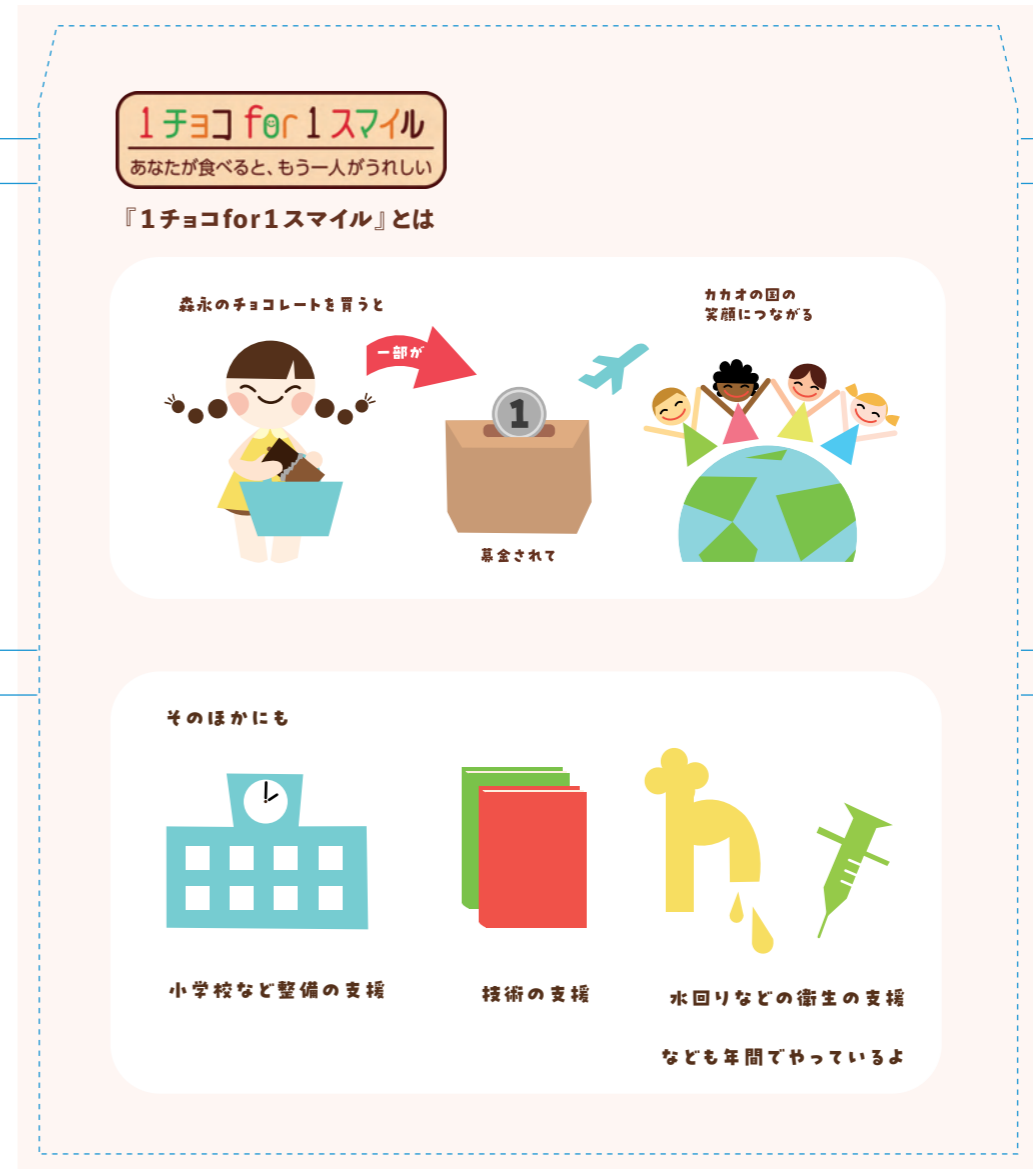 1チョコ for 1スマイル
あなたが食べると、もう一人がうれしい
『1チョコfor1スマイル』とは
森永のチョコレートを買うと
一部が
1
募金されて
カカオの国の
笑顔につながる
そのほかにも
小学校など整備の支援
技術の支援
水回りなどの衛生の支援
なども年間でやっているよ